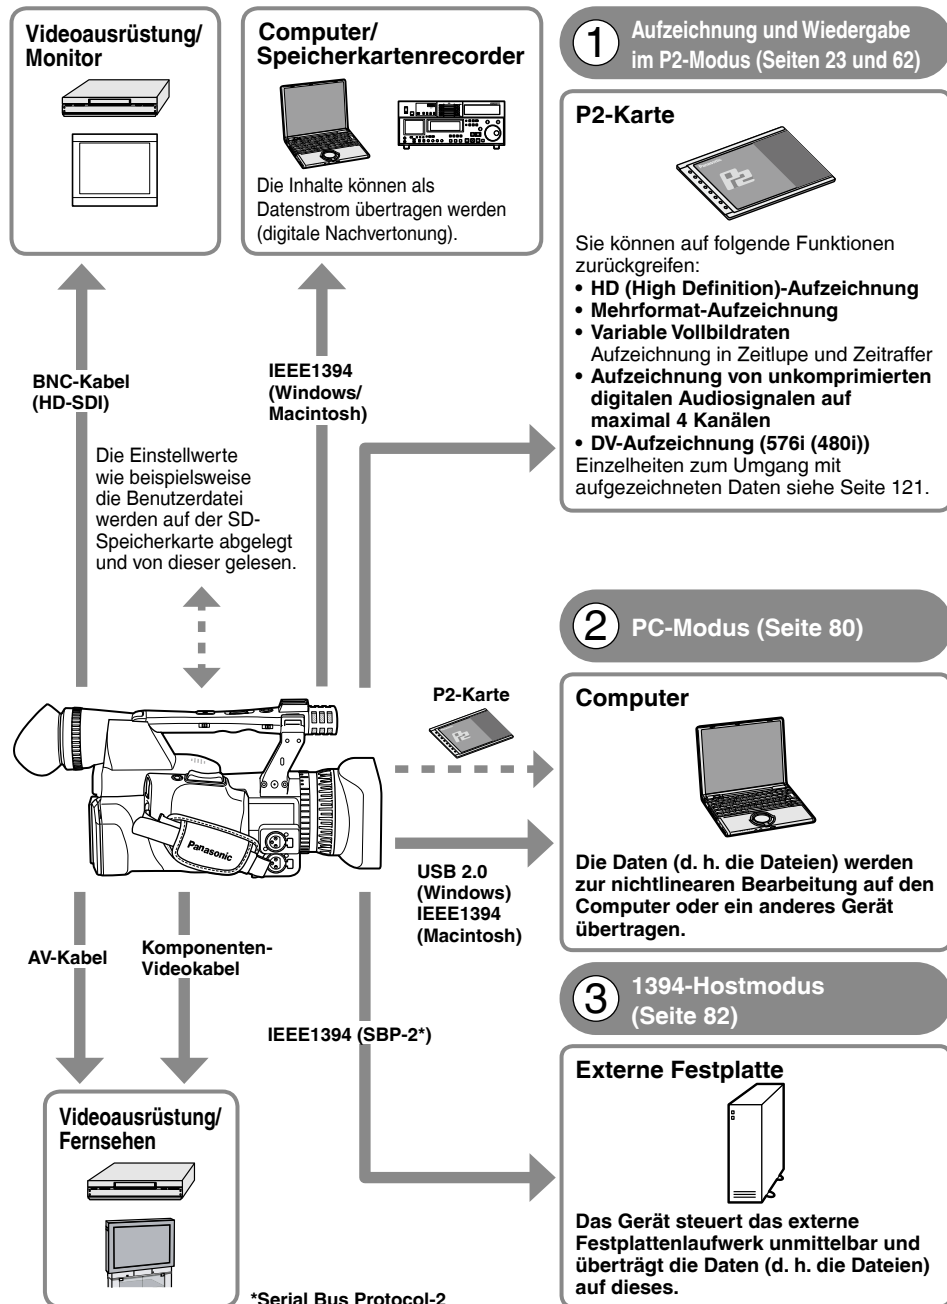 Videoausrüstung/
Monitor
Computer/
Speicherkartenrecorder
Die Inhalte können als
Datenstrom übertragen werden
(digitale Nachvertonung).
1 Aufzeichnung und Wiedergabe
im P2-Modus (Seiten 23 und 62)
P2-Karte
P2
Sie können auf folgende Funktionen
zurückgreifen:
• HD (High Definition)-Aufzeichnung
• Mehrformat-Aufzeichnung
• Variable Vollbildraten
Aufzeichnung in Zeitlupe und Zeitraffer
• Aufzeichnung von unkomprimierten
digitalen Audiosignalen auf
maximal 4 Kanälen
• DV-Aufzeichnung (576i (480i))
Einzelheiten zum Umgang mit
aufgezeichneten Daten siehe Seite 121.
BNC-Kabel
(HD-SDI)
IEEE1394
(Windows/
Macintosh)
Die Einstellwerte
wie beispielsweise
die Benutzerdatei
werden auf der SD-
Speicherkarte abgelegt
und von dieser gelesen.
2 PC-Modus (Seite 80)
P2-Karte
P2
Computer
Die Daten (d. h. die Dateien) werden
zur nichtlinearen Bearbeitung auf den
Computer oder ein anderes Gerät
übertragen.
Panasonic
USB 2.0
(Windows)
IEEE1394
(Macintosh)
AV-Kabel
Komponenten-
Videokabel
IEEE1394 (SBP-2*)
3 1394-Hostmodus
(Seite 82)
Externe Festplatte
Das Gerät steuert das externe
Festplattenlaufwerk unmittelbar und
überträgt die Daten (d. h. die Dateien)
auf dieses.
Videoausrüstung/
Fernsehen
*Serial Bus Protocol-2